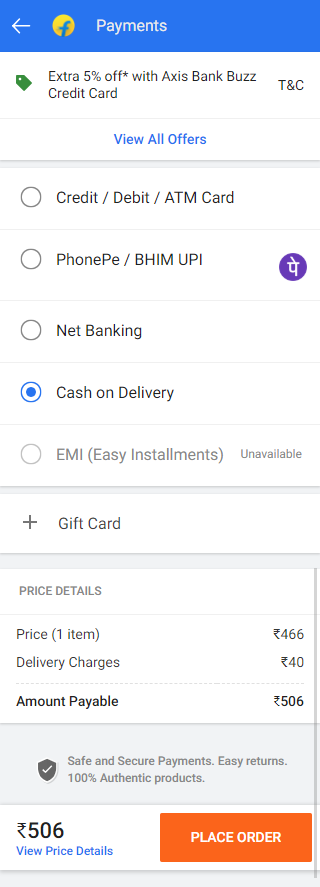 Payments
Extra 5% off* with Axis Bank Buzz
Credit Card
T&C
View All Offers
Credit / Debit / ATM Card
PhonePe / BHIM UPI
पे
Net Banking
Cash on Delivery
EMI (Easy Installments)
Unavailable
+ Gift Card
PRICE DETAILS
Price (1 item) ₹466
Delivery Charges ₹40
Amount Payable ₹506
Safe and Secure Payments. Easy returns.
100% Authentic products.
₹506
View Price Details
PLACE ORDER